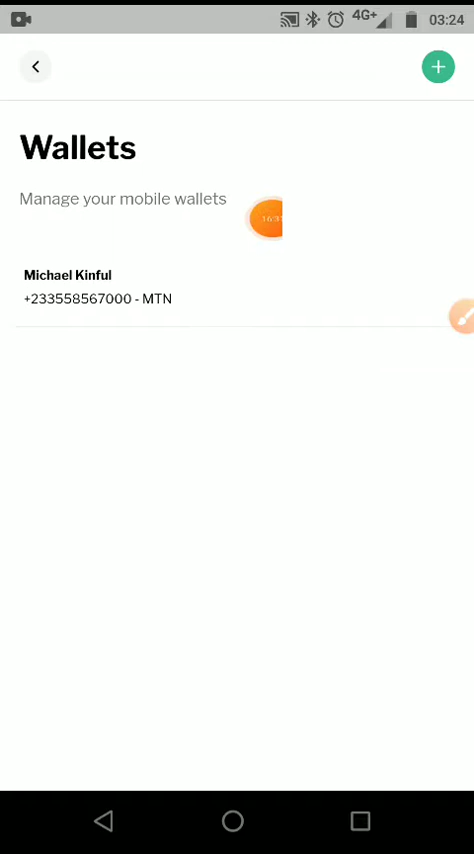 4G+ 03:24
Wallets
Manage your mobile wallets
Michael Kinful
+233558567000 - MTN